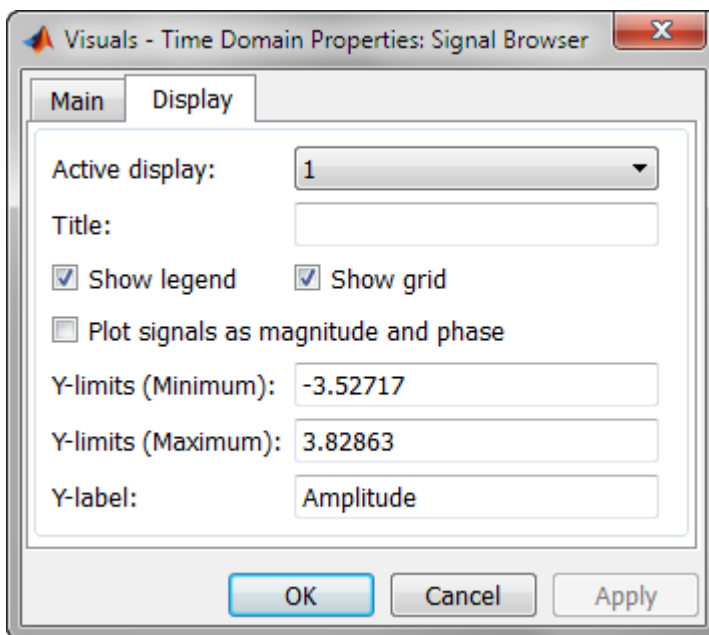 Visuals - Time Domain Properties: Signal Browser
Main Display
Active display: 1
Title:
Show legend Show grid
Plot signals as magnitude and phase
Y-limits (Minimum): -3.52717
Y-limits (Maximum): 3.82863
Y-label: Amplitude
OK Cancel Apply